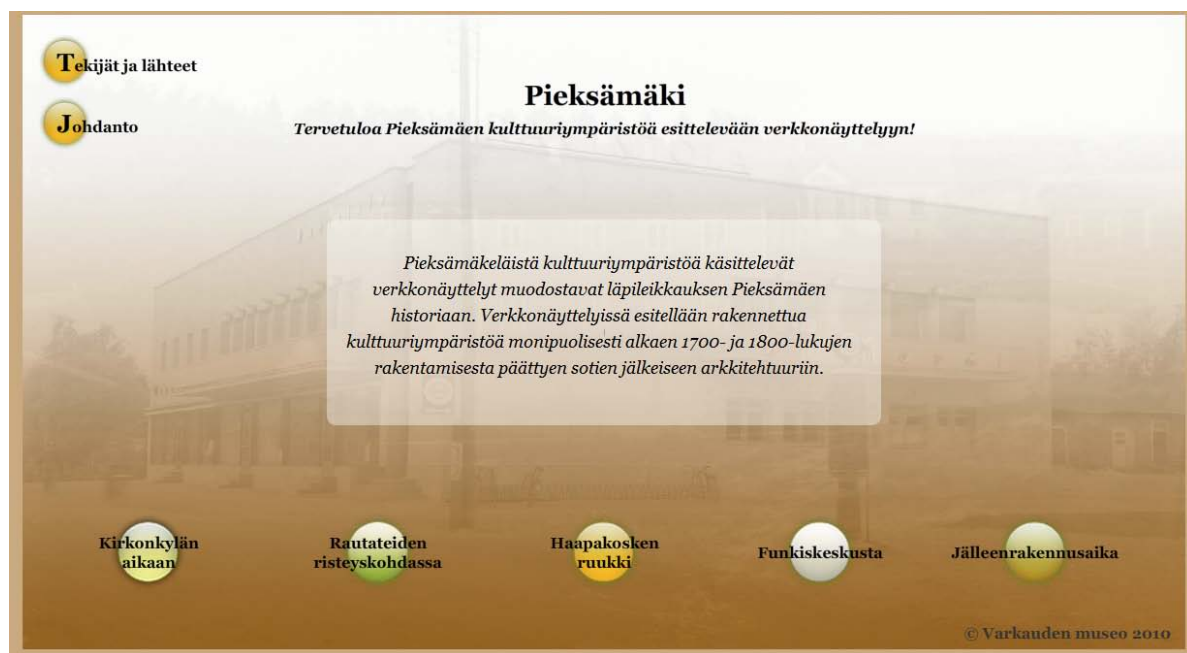 Tekijät ja lähteet
Johdanto
Pieksämäki
Tervetuloa Pieksämäen kulttuuriympäristöä esittelevään verkkonäyttelyyn!
Pieksämäkeläistä kulttuuriympäristöä käsittelevät
verkkonäyttelyt muodostavat läpileikkauksen Pieksämäen
historiaan. Verkkonäyttelyissä esitellään rakennettua
kulttuuriympäristöä monipuolisesti alkaen 1700- ja 1800-lukujen
rakentamisesta päättyen sotien jälkeiseen arkkitehtuuriin.
Kirkonkylän
aikaan
Rautateiden
risteyskohdassa
Haapakosken
ruukki
Funkiskeskusta
Jälleenrakennusaika
© Varkauden museo 2010